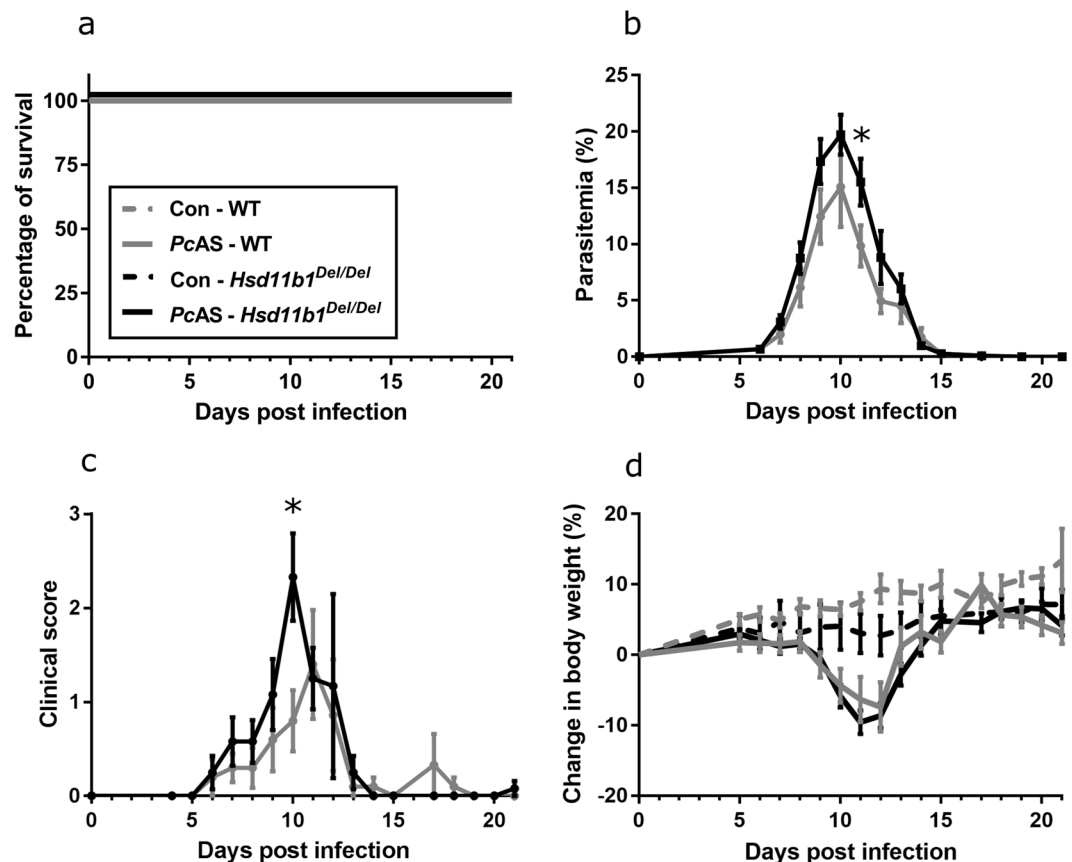 a
Percentage of survival
100
75
50
25
0
0 5 10 15 20
Days post infection
Con - WT
PcAS - WT
Con - Hsd11b1Del/Del
PcAS - Hsd11b1Del/Del
b
Parasitemia (%)
25
20
15
10
5
0
*
0 5 10 15 20
Days post infection
c
Clinical score
3
2
1
0
*
0 5 10 15 20
Days post infection
d
Change in body weight (%)
20
10
0
-10
-20
0 5 10 15 20
Days post infection